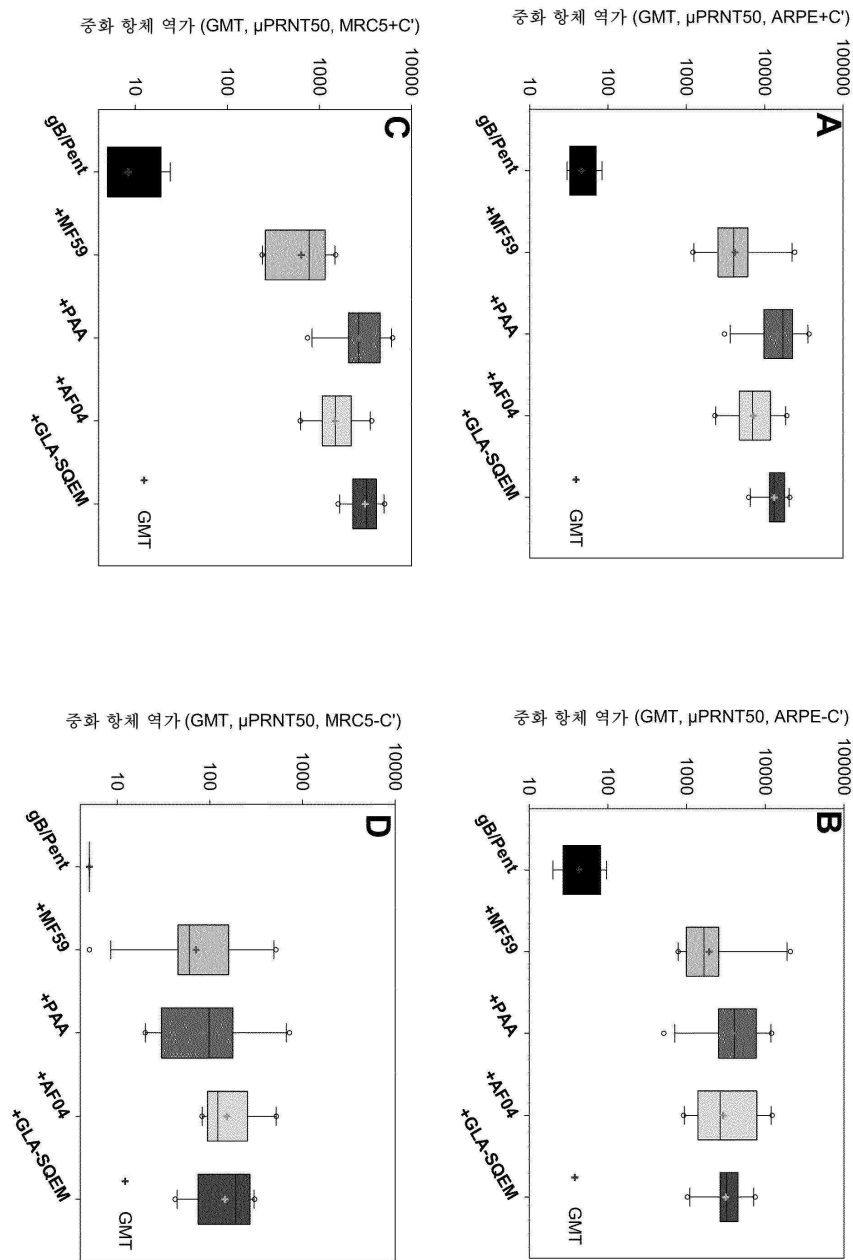 A
중화 항체 역가 (GMT, µPRNT50, ARPE+C')
100000
10000
1000
100
10
gB/Pent
+MF59
+PAA
+AF04
+GLA-SQEM
+ GMT
B
중화 항체 역가 (GMT, µPRNT50, ARPE-C')
100000
10000
1000
100
10
gB/Pent
+MF59
+PAA
+AF04
+GLA-SQEM
+ GMT
C
중화 항체 역가 (GMT, µPRNT50, MRC5+C')
10000
1000
100
10
gB/Pent
+MF59
+PAA
+AF04
+GLA-SQEM
+ GMT
D
중화 항체 역가 (GMT, µPRNT50, MRC5-C')
10000
1000
100
10
gB/Pent
+MF59
+PAA
+AF04
+GLA-SQEM
+ GMT